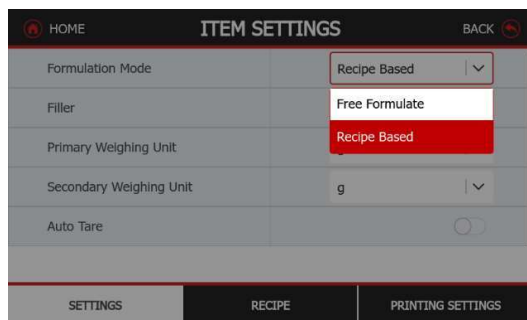 HOME ITEM SETTINGS BACK
Formulation Mode Recipe Based
Free Formulate
Filler
Recipe Based
Primary Weighing Unit
Secondary Weighing Unit g
Auto Tare
SETTINGS RECIPE PRINTING SETTINGS